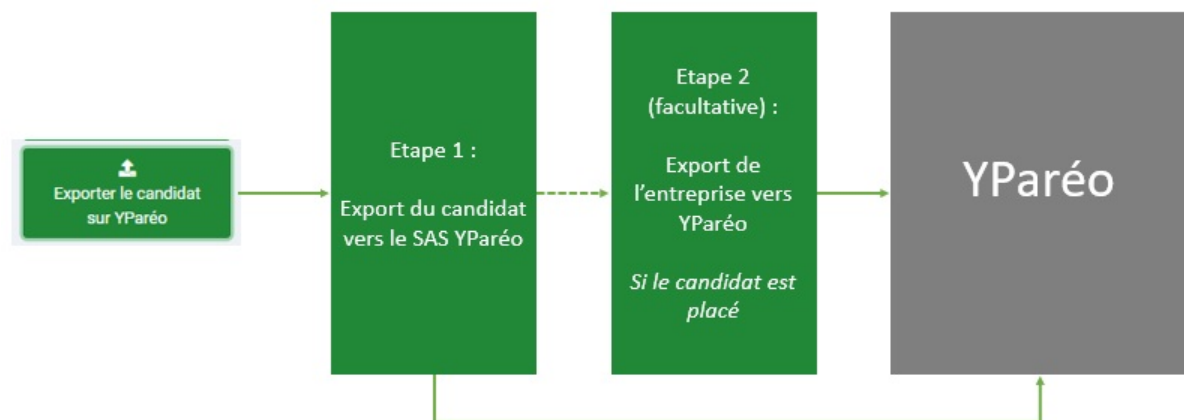 Exporter le candidat
sur YParéo
Etape 1 :
Export du candidat
vers le SAS YParéo
Etape 2
(facultative) :
Export de
l’entreprise vers
YParéo
Si le candidat est
placé
YParéo